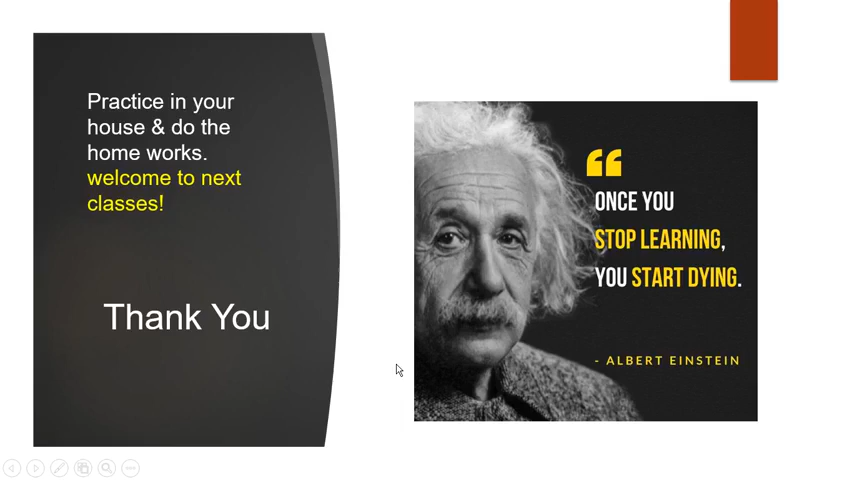 Practice in your
house & do the
home works.
welcome to next
classes!
Thank You
ONCE YOU
STOP LEARNING,
YOU START DYING.
- ALBERT EINSTEIN